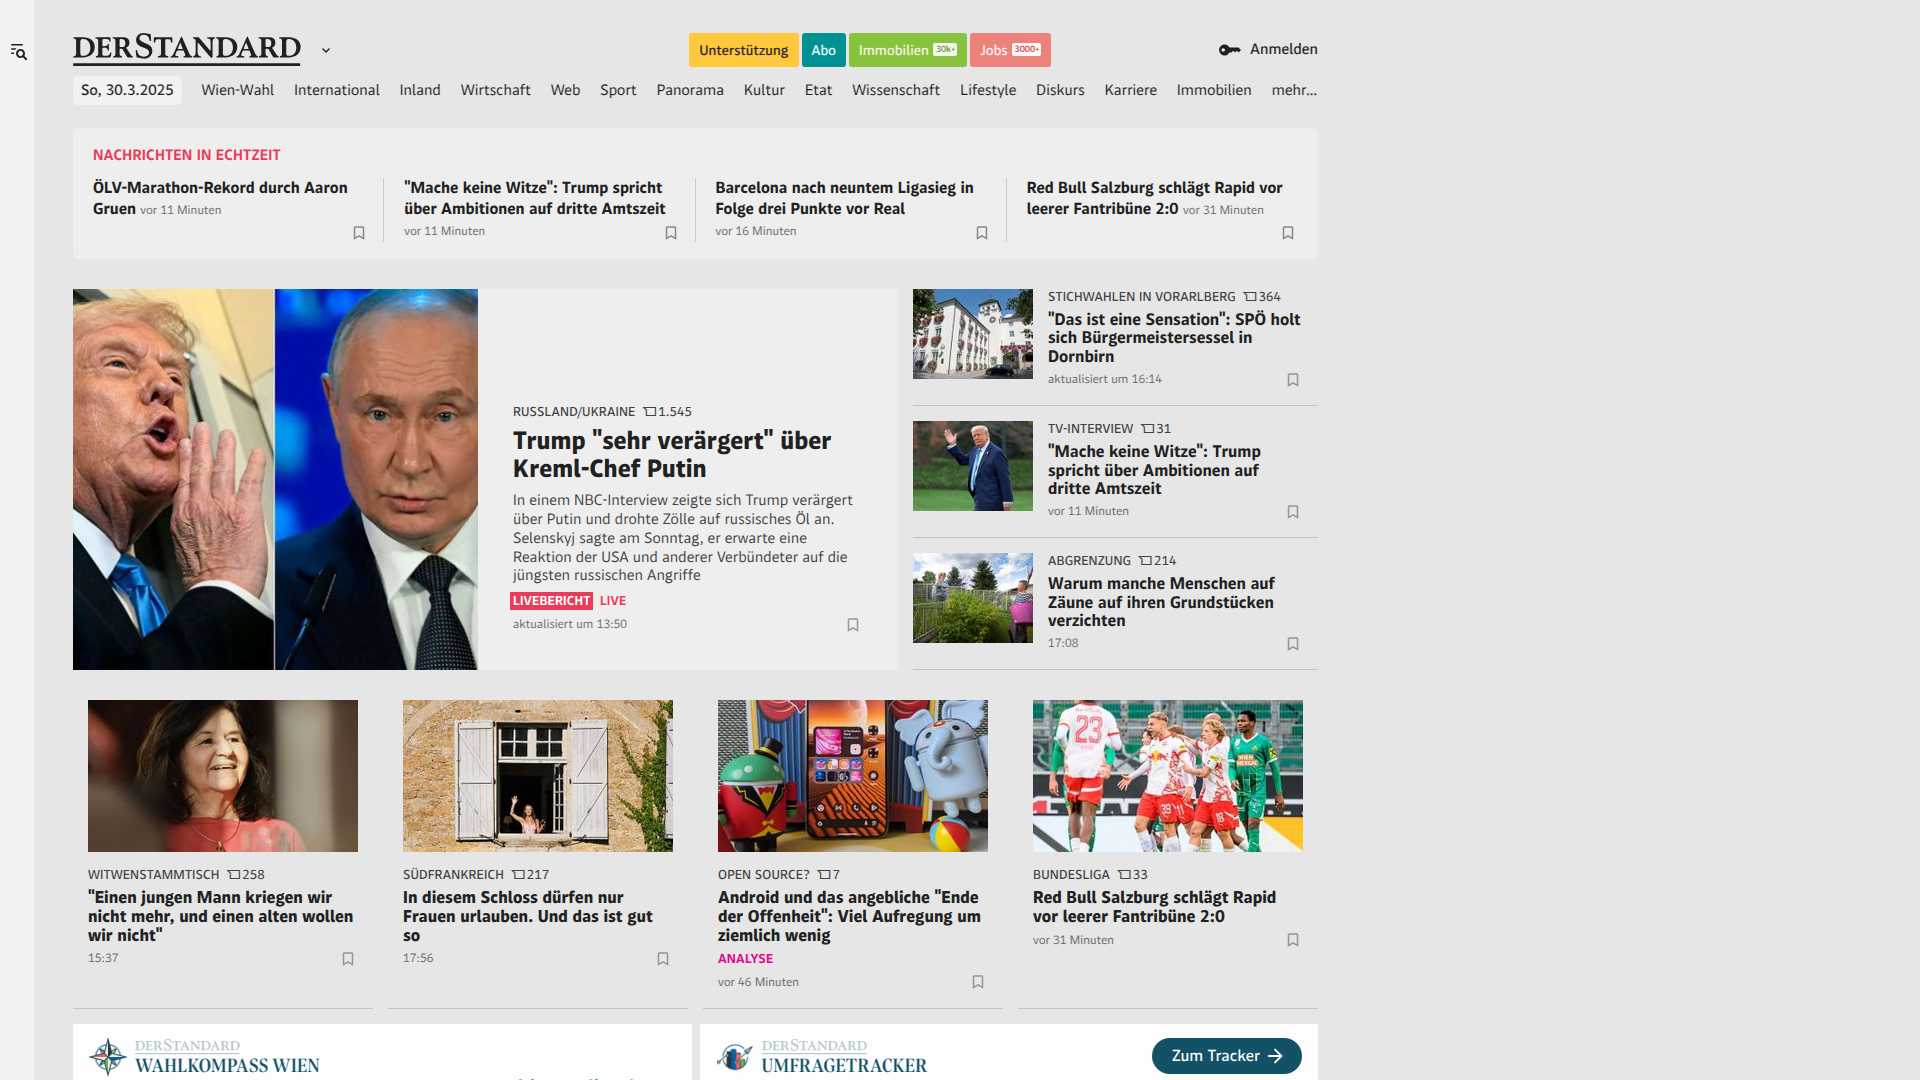 DERSTANDARD
Unterstützung
Abo
Immobilien 30k+
Jobs 3000+
Anmelden
So, 30.3.2025
Wien-Wahl
International
Inland
Wirtschaft
Web
Sport
Panorama
Kultur
Etat
Wissenschaft
Lifestyle
Diskurs
Karriere
Immobilien
mehr...
NACHRICHTEN IN ECHTZEIT
ÖLV-Marathon-Rekord durch Aaron
Gruen vor 11 Minuten
"Mache keine Witze": Trump spricht
über Ambitionen auf dritte Amtszeit
vor 11 Minuten
Barcelona nach neuntem Ligasieg in
Folge drei Punkte vor Real
vor 16 Minuten
Red Bull Salzburg schlägt Rapid vor
leerer Fantribüne 2:0 vor 31 Minuten
RUSSLAND/UKRAINE 1.545
Trump "sehr verärgert" über
Kreml-Chef Putin
In einem NBC-Interview zeigte sich Trump verärgert
über Putin und drohte Zölle auf russisches Öl an.
Selenskyj sagte am Sonntag, er erwarte eine
Reaktion der USA und anderer Verbündeter auf die
jüngsten russischen Angriffe
LIVEBERICHT LIVE
aktualisiert um 13:50
STICHWAHLEN IN VORARLBERG 364
"Das ist eine Sensation": SPÖ holt
sich Bürgermeistersessel in
Dornbirn
aktualisiert um 16:14
TV-INTERVIEW 31
"Mache keine Witze": Trump
spricht über Ambitionen auf
dritte Amtszeit
vor 11 Minuten
ABGRENZUNG 214
Warum manche Menschen auf
Zäune auf ihren Grundstücken
verzichten
17:08
WITWENSTAMMTISCH 258
"Einen jungen Mann kriegen wir
nicht mehr, und einen alten wollen
wir nicht"
15:37
SÜDFRANKREICH 217
In diesem Schloss dürfen nur
Frauen urlauben. Und das ist gut
so
17:56
OPEN SOURCE? 7
Android und das angebliche "Ende
der Offenheit": Viel Aufregung um
ziemlich wenig
ANALYSE
vor 46 Minuten
23
BUNDESLIGA 33
Red Bull Salzburg schlägt Rapid
vor leerer Fantribüne 2:0
vor 31 Minuten
DERSTANDARD
WAHLKOMPASS WIEN
DERSTANDARD
UMFRAGETRACKER
Zum Tracker